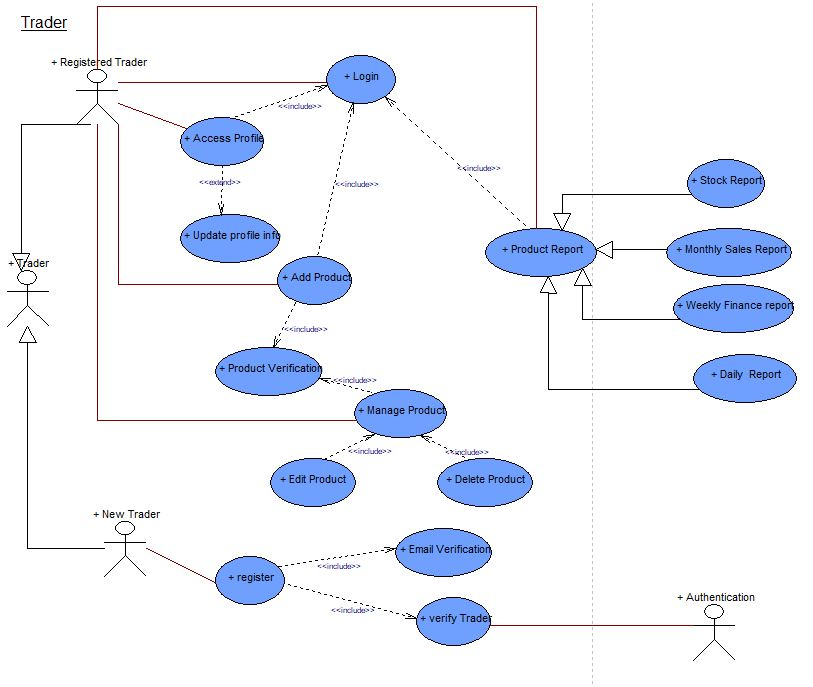 Trader
+ Registered Trader
+ Login
<<include>>
+ Access Profile
<<include>>
<<extend>>
<<include>>
+ Stock Report
+ Update profile info
+ Product Report
+ Monthly Sales Report
+ Trader
+ Add Product
+ Weekly Finance report
<<include>>
+ Product Verification
<<include>>
+ Daily Report
+ Manage Product
<<include>>
<<include>>
+ Edit Product
+ Delete Product
+ New Trader
+ Email Verification
<<include>>
+ register
<<include>>
+ verify Trader
+ Authentication